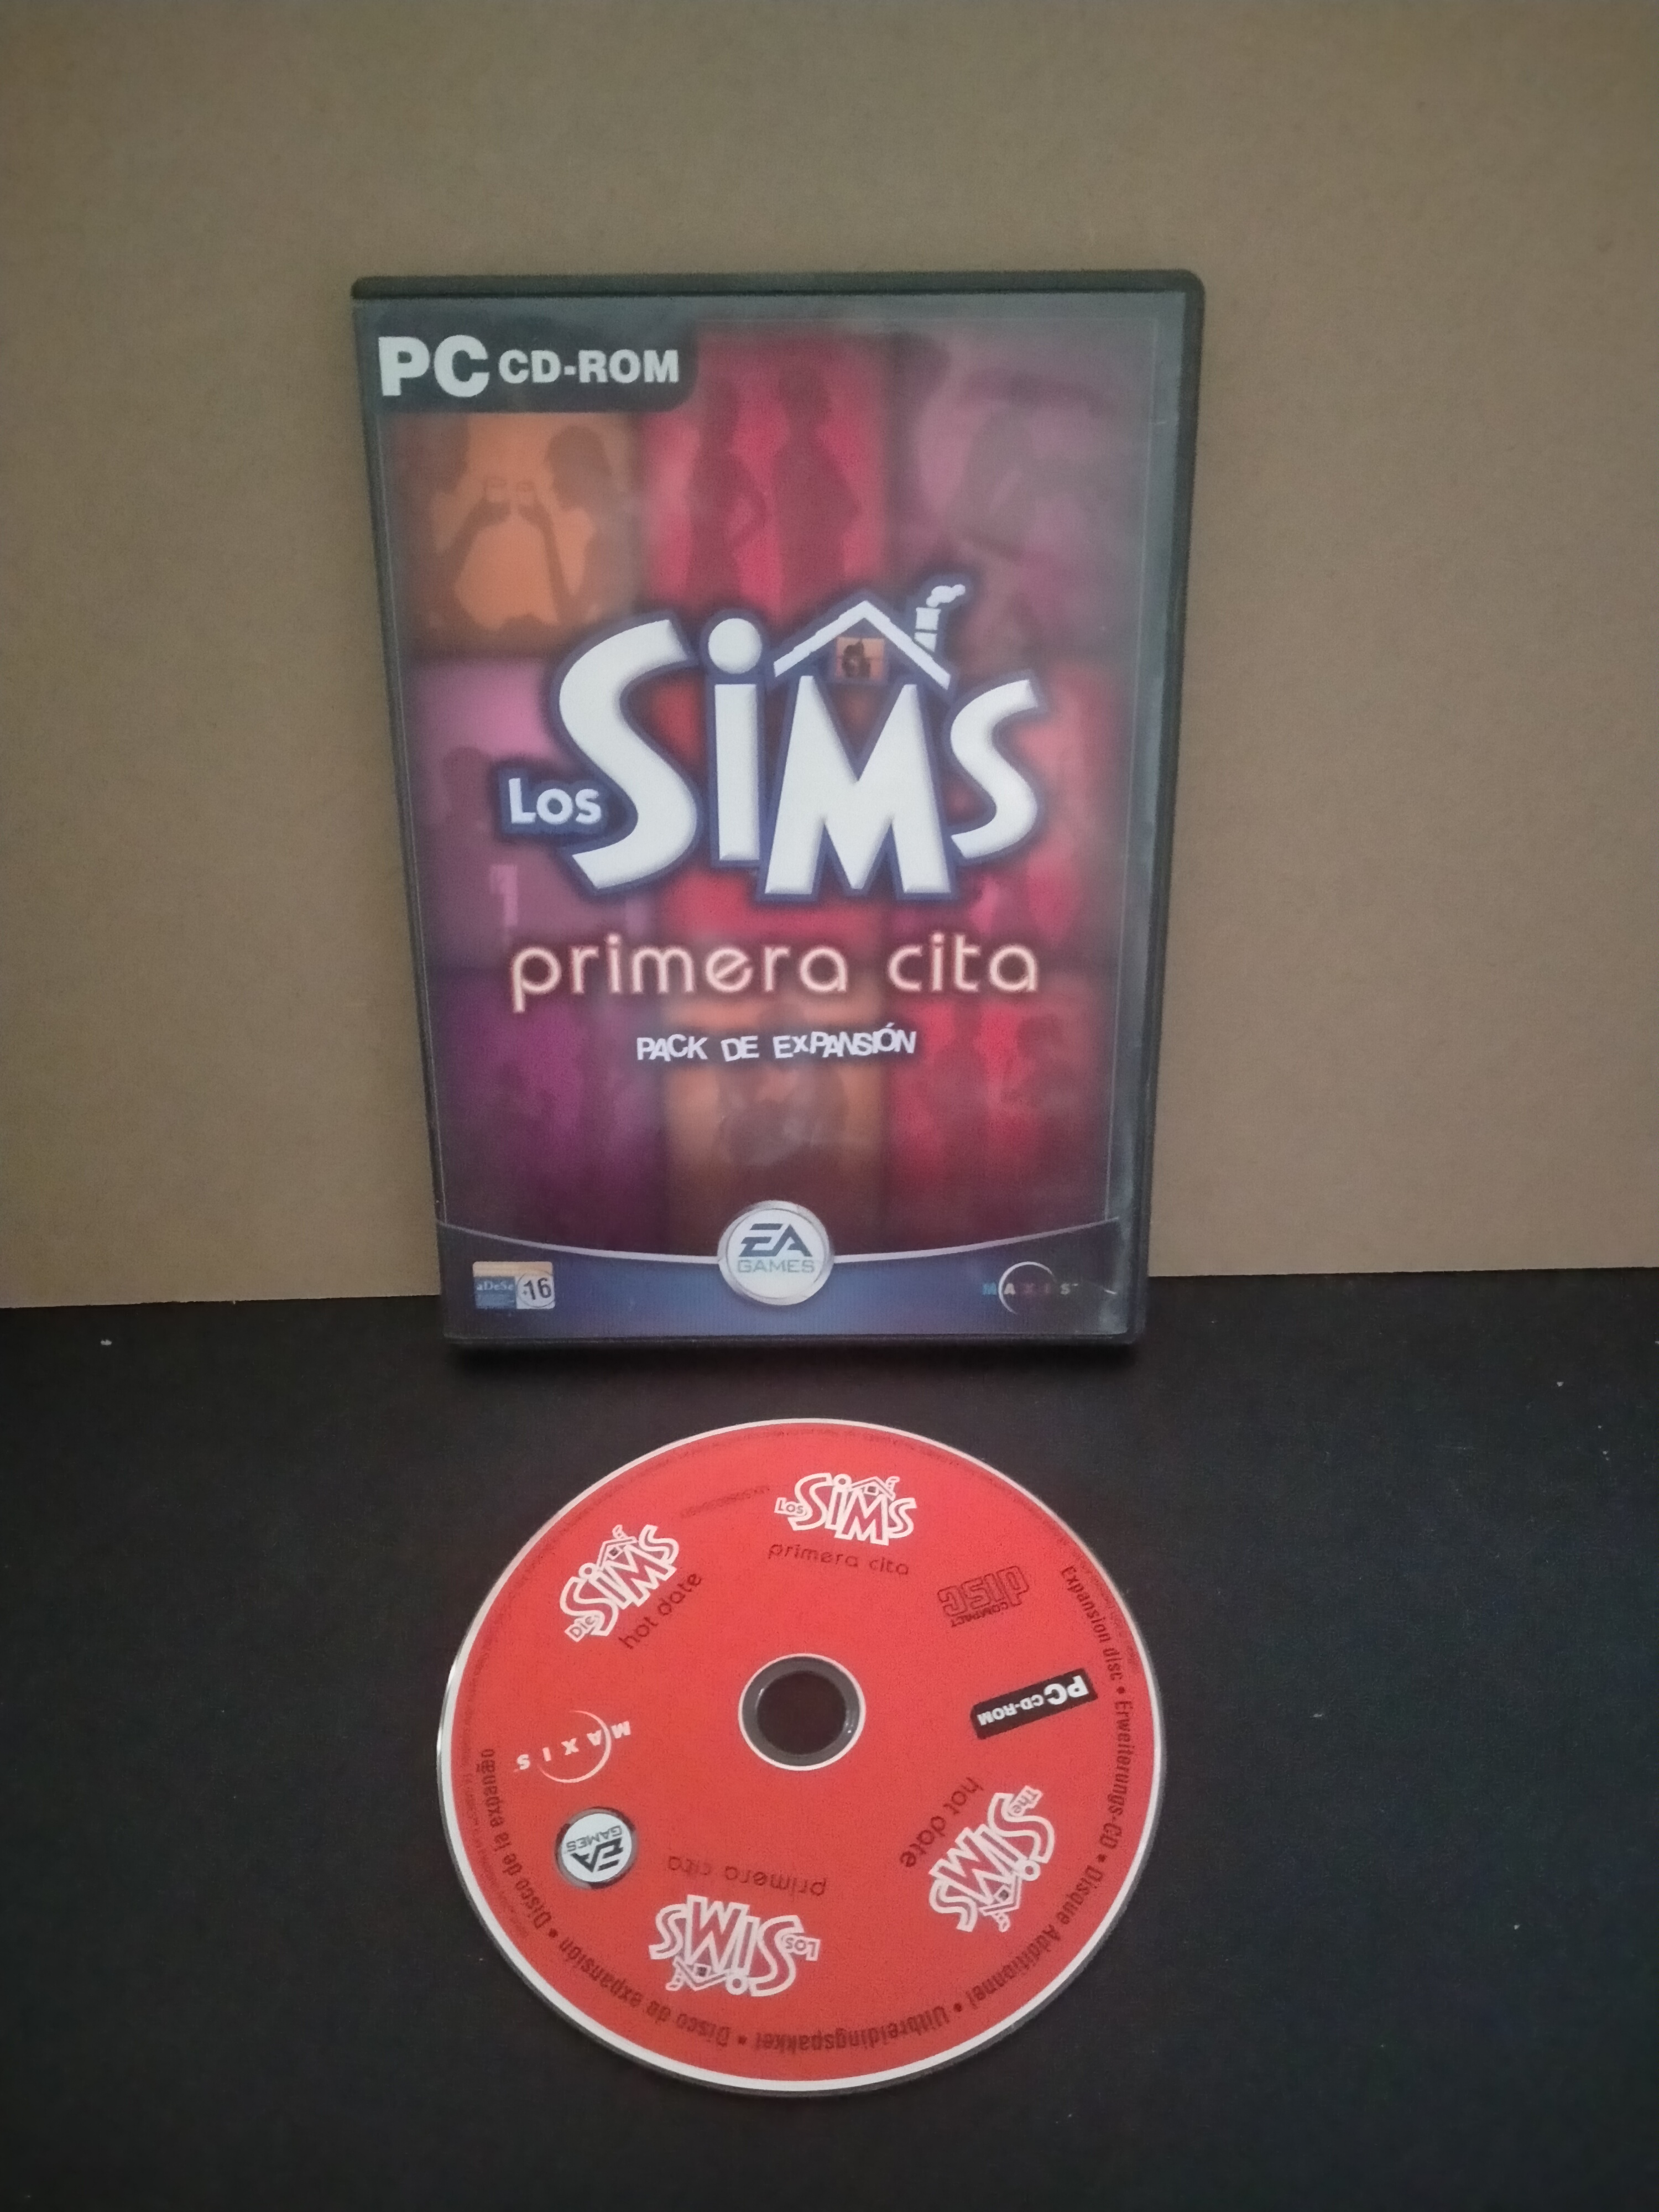 PC CD-ROM
Los Sims
primera cita
PACK DE EXPANSIÓN
EA
GAMES
aDeSe 16
MAXIS
Los Sims
primera cita
Die Sims
hot date
COMPACT
disc
PC CD-ROM
MAXIS
The Sims
hot date
EA
GAMES
Los Sims
primera cita
Expansion disc • Erweiterungs-CD • Disque Additionnel • Uitbreidingspakket • Disco de expansión • Disco de la expansão